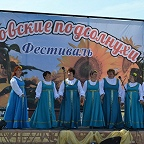 овские подсолнухи
Фестиваль